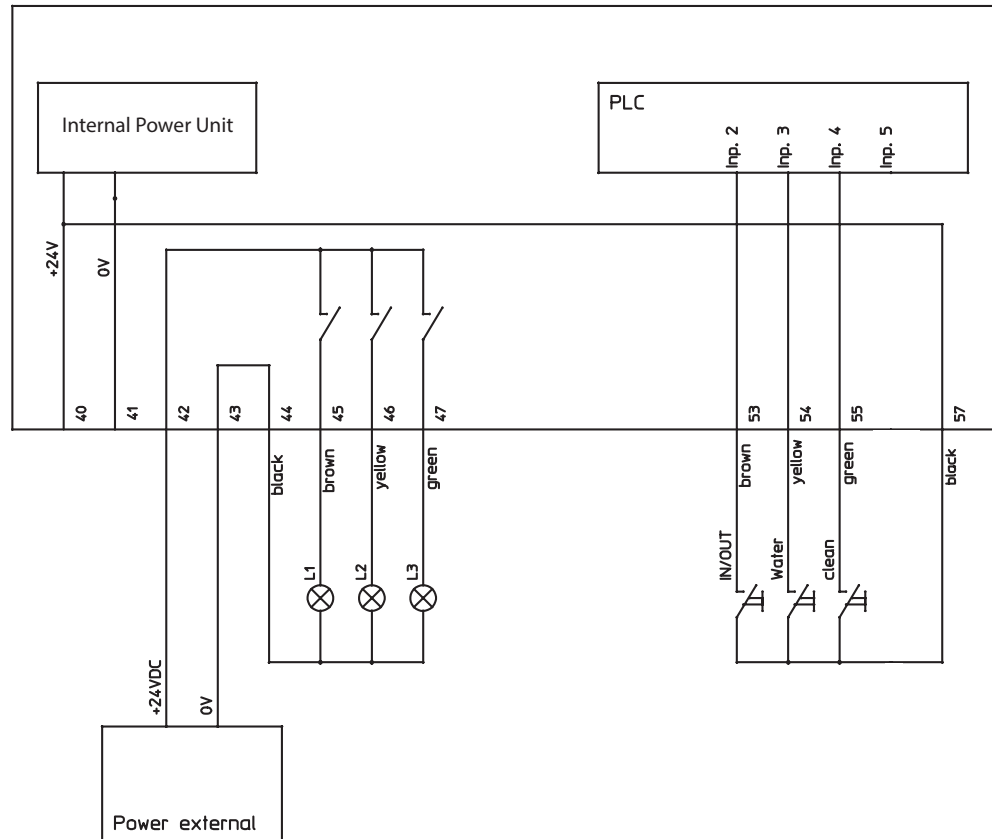 Internal Power Unit
PLC
Inp. 2
Inp. 3
Inp. 4
Inp. 5
+24V
0V
40
41
42
43
44
45
46
47
53
54
55
57
black
brown
yellow
green
brown
yellow
green
black
L1
L2
L3
IN/OUT
Water
clean
+24VDC
0V
Power external